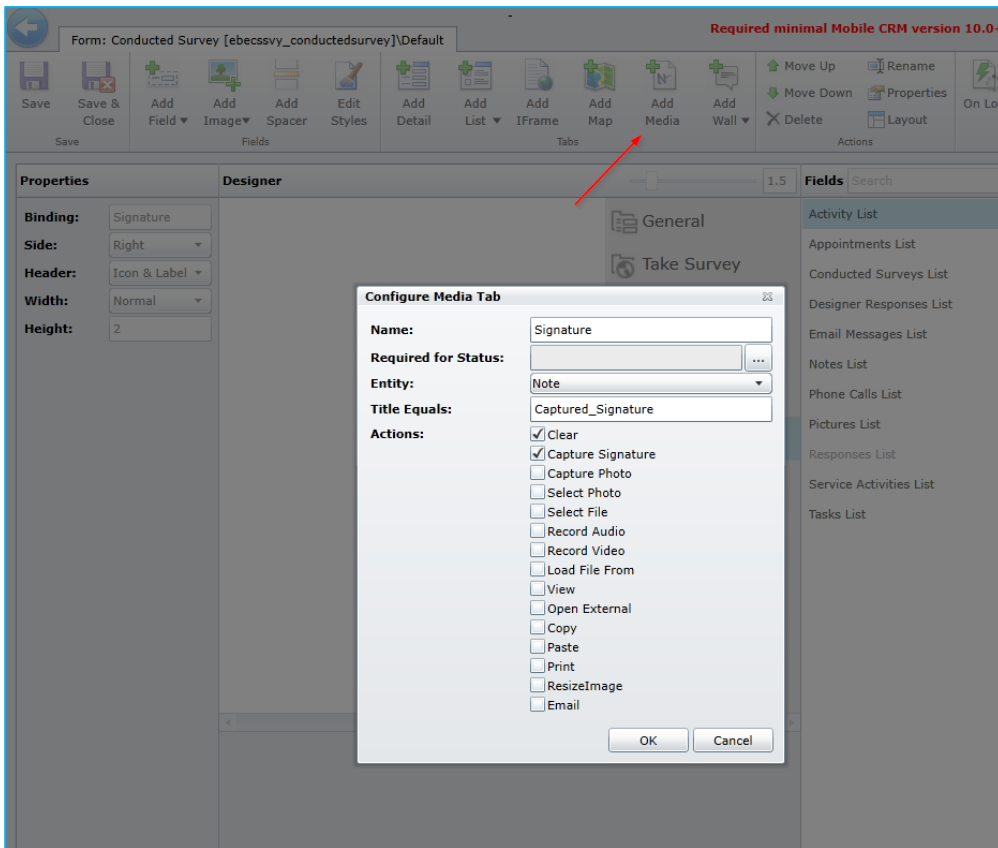 Required minimal Mobile CRM version 10.0
Form: Conducted Survey [ebecssvy_conductedsurvey]\Default
Save
Save & Close
Add Field
Add Image
Add Spacer
Edit Styles
Add Detail
Add List
Add IFrame
Add Map
Add Media
Add Wall
Move Up
Move Down
Delete
Rename
Properties
Layout
Save
Fields
Tabs
Actions
Properties
Designer
1.5
Fields Search
Binding: Signature
Side: Right
Header: Icon & Label
Width: Normal
Height: 2
General
Take Survey
Activity List
Appointments List
Conducted Surveys List
Designer Responses List
Email Messages List
Notes List
Phone Calls List
Pictures List
Responses List
Service Activities List
Tasks List
Configure Media Tab
Name: Signature
Required for Status: ...
Entity: Note
Title Equals: Captured_Signature
Actions:
Clear
Capture Signature
Capture Photo
Select Photo
Select File
Record Audio
Record Video
Load File From
View
Open External
Copy
Paste
Print
ResizeImage
Email
OK
Cancel